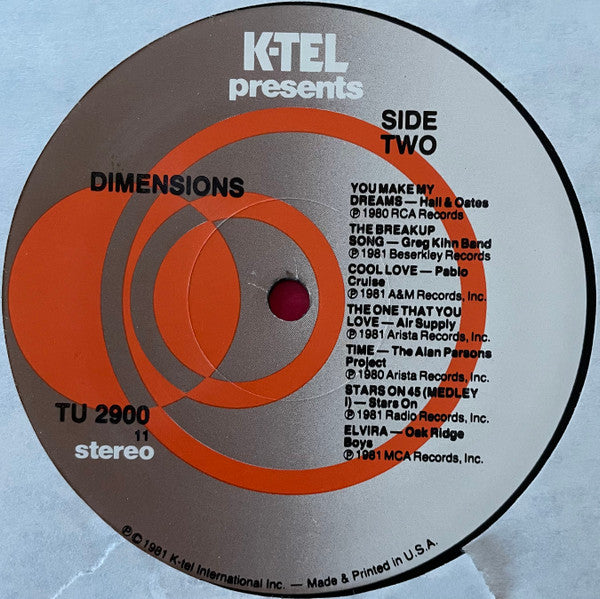 K-TEL
presents
SIDE
TWO
DIMENSIONS
YOU MAKE MY
DREAMS — Hall & Oates
℗ 1980 RCA Records
THE BREAKUP
SONG — Greg Kihn Band
℗ 1981 Beserkley Records
COOL LOVE — Pablo
Cruise
℗ 1981 A&M Records, Inc.
THE ONE THAT YOU
LOVE — Air Supply
℗ 1981 Arista Records, Inc.
TIME — The Alan Parsons
Project
℗ 1980 Arista Records, Inc.
STARS ON 45 (MEDLEY
I) — Stars On
℗ 1981 Radio Records, Inc.
ELVIRA — Oak Ridge
Boys
℗ 1981 MCA Records, Inc.
TU 2900
11
stereo
℗ © 1981 K-tel International Inc. — Made & Printed in U.S.A.